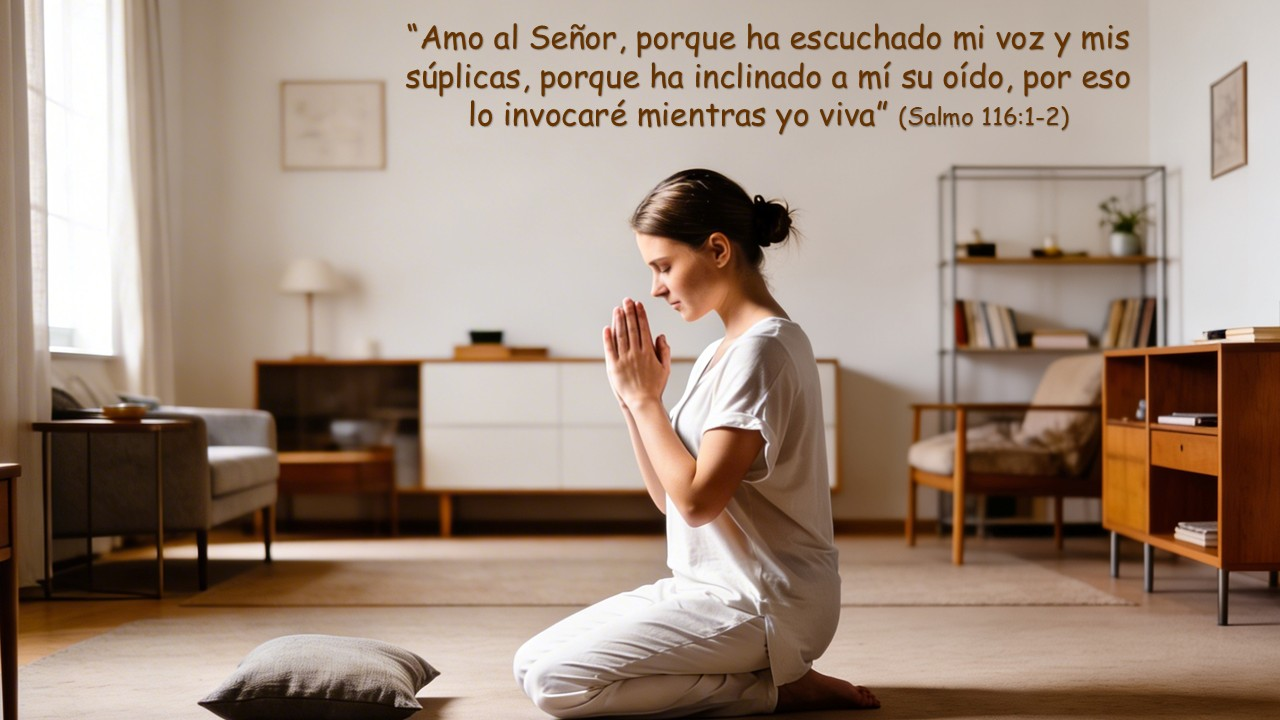 “Amo al Señor, porque ha escuchado mi voz y mis
súplicas, porque ha inclinado a mí su oído, por eso
lo invocaré mientras yo viva” (Salmo 116:1-2)